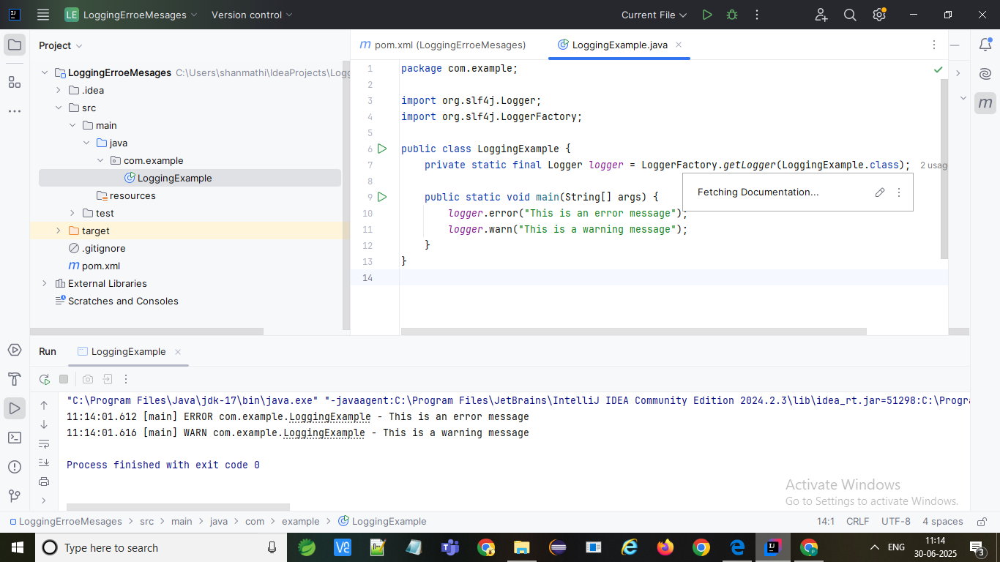 LE LoggingErroeMesages Version control Current File
Project
LoggingErroeMesages C:\Users\shanmathi\IdeaProjects\Logg
.idea
src
main
java
com.example
LoggingExample
resources
test
target
.gitignore
m pom.xml
External Libraries
Scratches and Consoles
m pom.xml (LoggingErroeMesages) LoggingExample.java
1 package com.example;
2
3 import org.slf4j.Logger;
4 import org.slf4j.LoggerFactory;
5
6 public class LoggingExample {
7 private static final Logger logger = LoggerFactory.getLogger(LoggingExample.class); 2 usag
8
Fetching Documentation...
9 public static void main(String[] args) {
10 logger.error("This is an error message");
11 logger.warn("This is a warning message");
12 }
13 }
14
m
Run LoggingExample
"C:\Program Files\Java\jdk-17\bin\java.exe" "-javaagent:C:\Program Files\JetBrains\IntelliJ IDEA Community Edition 2024.2.3\lib\idea_rt.jar=51298:C:\Progra
11:14:01.612 [main] ERROR com.example.LoggingExample - This is an error message
11:14:01.616 [main] WARN com.example.LoggingExample - This is a warning message
Process finished with exit code 0
Activate Windows
Go to Settings to activate Windows.
LoggingErroeMesages > src > main > java > com > example > LoggingExample 14:1 CRLF UTF-8 4 spaces
Type here to search
ENG
11:14
30-06-2025
3